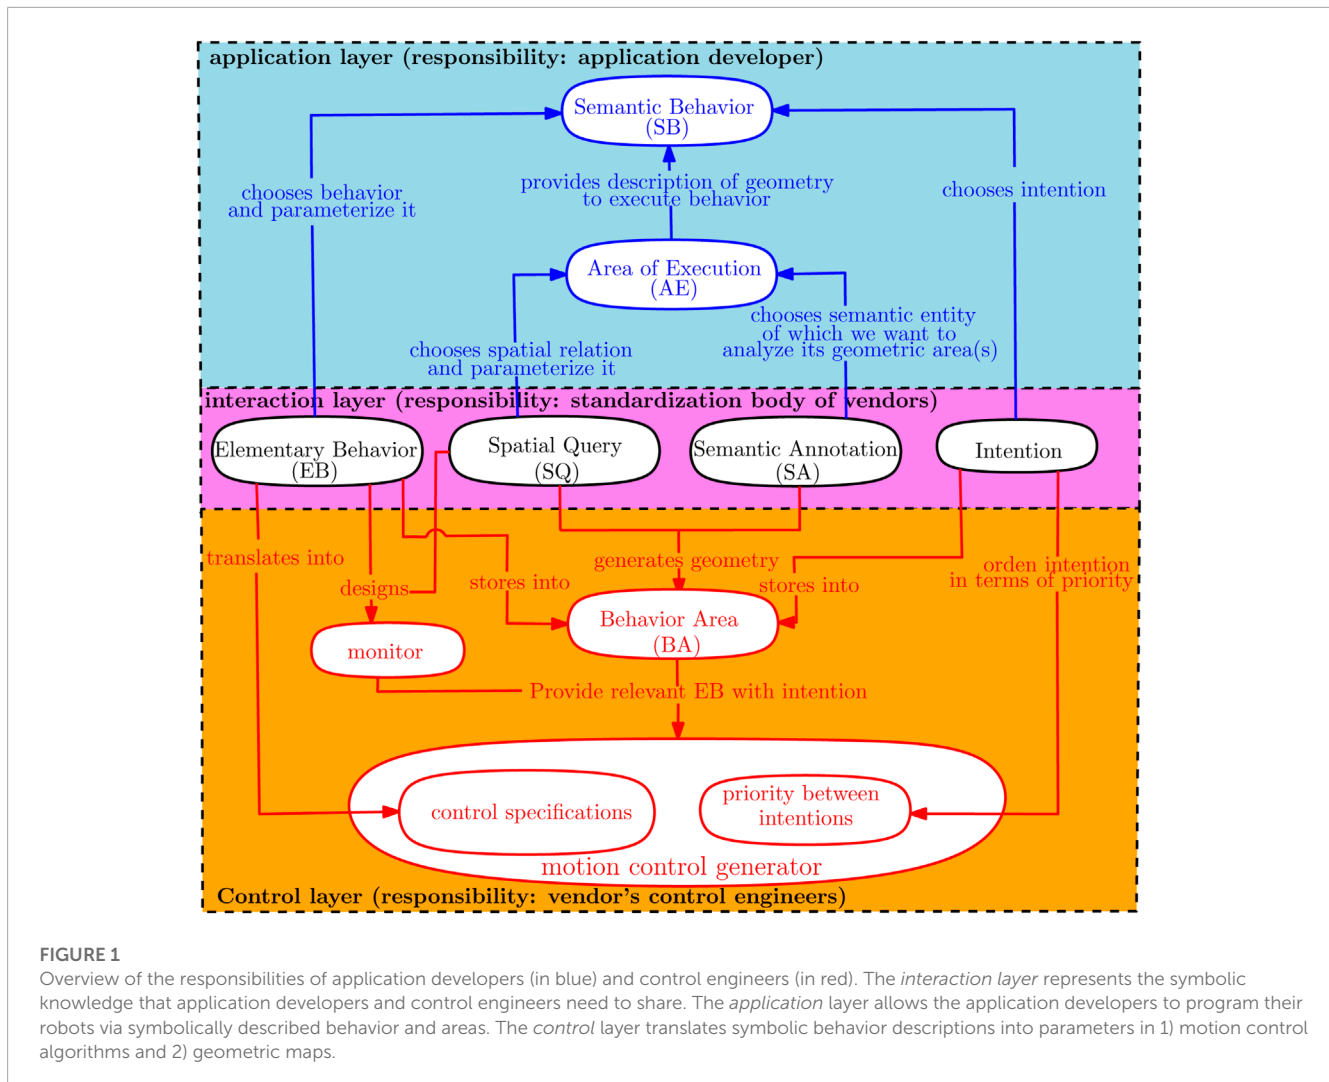 application layer (responsibility: application developer)
Semantic Behavior
(SB)
chooses behavior
and parameterize it
provides description of geometry
to execute behavior
chooses intention
Area of Execution
(AE)
chooses spatial relation
and parameterize it
chooses semantic entity
of which we want to
analyze its geometric area(s)
interaction layer (responsibility: standardization body of vendors)
Elementary Behavior
(EB)
Spatial Query
(SQ)
Semantic Annotation
(SA)
Intention
translates into
designs
stores into
generates geometry
stores into
orden intention
in terms of priority
monitor
Behavior Area
(BA)
Provide relevant EB with intention
control specifications
priority between
intentions
motion control generator
Control layer (responsibility: vendor's control engineers)
FIGURE 1
Overview of the responsibilities of application developers (in blue) and control engineers (in red). The interaction layer represents the symbolic
knowledge that application developers and control engineers need to share. The application layer allows the application developers to program their
robots via symbolically described behavior and areas. The control layer translates symbolic behavior descriptions into parameters in 1) motion control
algorithms and 2) geometric maps.